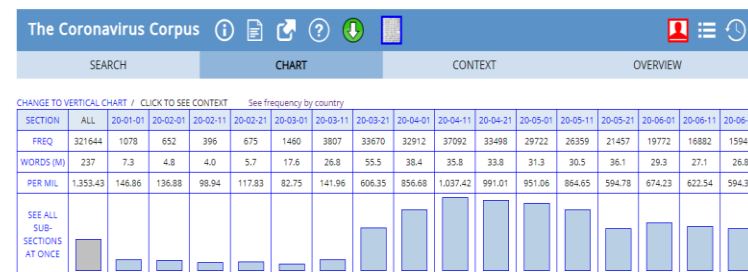 The Coronavirus Corpus
SEARCH CHART CONTEXT OVERVIEW
CHANGE TO VERTICAL CHART / CLICK TO SEE CONTEXT See frequency by country
SECTION ALL 20-01-01 20-02-01 20-02-11 20-02-21 20-03-01 20-03-11 20-03-21 20-04-01 20-04-11 20-04-21 20-05-01 20-05-11 20-05-21 20-06-01 20-06-11 20-06-
FREQ 321644 1078 652 396 675 1460 3807 33670 32912 37092 33498 29722 26359 21457 19772 16882 1594
WORDS (M) 237 7.3 4.8 4.0 5.7 17.6 26.8 55.5 38.4 35.8 33.8 31.3 30.5 36.1 29.3 27.1 26.8
PER MIL 1,353.43 146.86 136.88 98.94 117.83 82.75 141.96 606.35 856.68 1,037.42 991.01 951.06 864.65 594.78 674.23 622.54 594.3
SEE ALL
SUB-
SECTIONS
AT ONCE